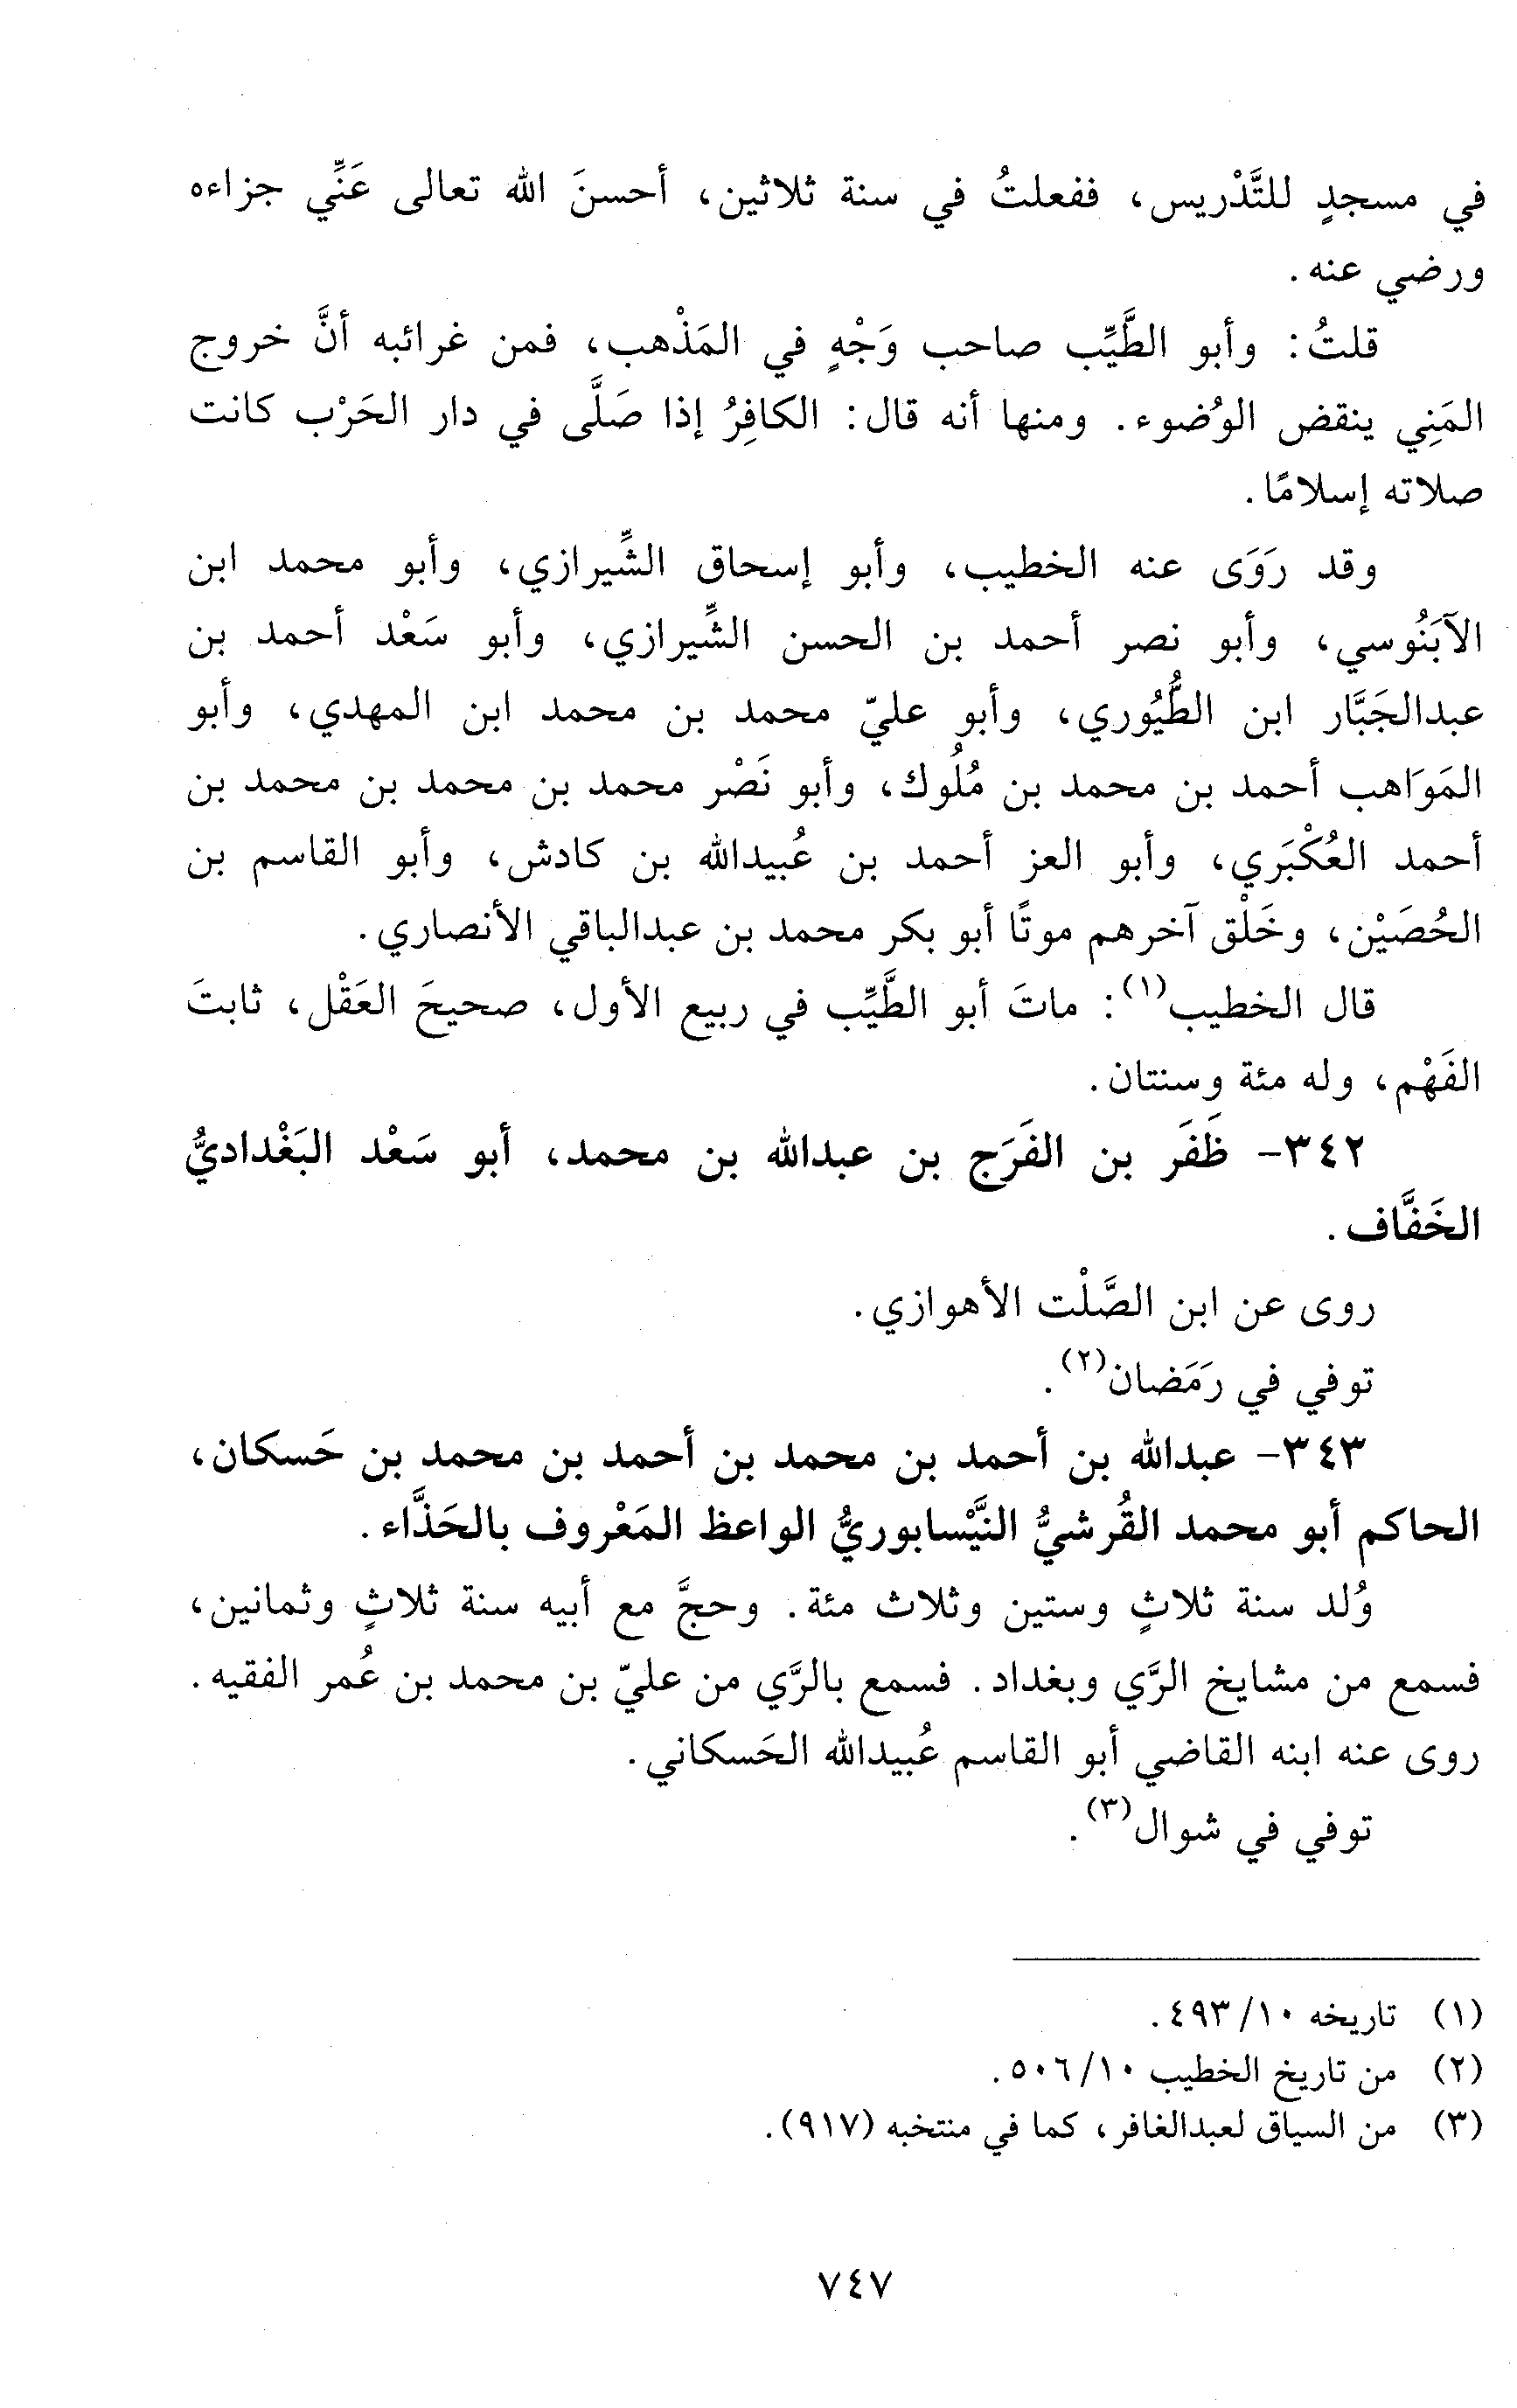 في مسجدٍ للتَّدْريس، ففعلتُ في سنة ثلاثين، أحسنَ الله تعالى عَنِّي جزاءه
ورضي عنه.
قلتُ: وأبو الطَّيِّب صاحب وَجْهٍ في المَذْهب، فمن غرائبه أنَّ خروج
المَنِي ينقض الوُضوء. ومنها أنه قال: الكافِرُ إذا صَلَّى في دار الحَرْب كانت
صلاته إسلامًا.
وقد رَوَى عنه الخطيب، وأبو إسحاق الشِّيرازي، وأبو محمد ابن
الآبَنُوسي، وأبو نصر أحمد بن الحسن الشِّيرازي، وأبو سَعْد أحمد بن
عبدالجَبَّار ابن الطُّيُوري، وأبو عليّ محمد بن محمد ابن المهدي، وأبو
المَوَاهب أحمد بن محمد بن مُلُوك، وأبو نَصْر محمد بن محمد بن محمد بن
أحمد العُكْبَري، وأبو العز أحمد بن عُبيدالله بن كادش، وأبو القاسم بن
الحُصَيْن، وخَلْق آخرهم موتًا أبو بكر محمد بن عبدالباقي الأنصاري.
قال الخطيب(١): ماتَ أبو الطَّيِّب في ربيع الأول، صحيحَ العَقْل، ثابتَ
الفَهْم، وله مئة وسنتان.
٣٤٢- ظَفَر بن الفَرَج بن عبدالله بن محمد، أبو سَعْد البَغْداديُّ
الخَفَّاف.
روى عن ابن الصَّلْت الأهوازي.
توفي في رَمَضان(٢).
٣٤٣- عبدالله بن أحمد بن محمد بن أحمد بن محمد بن حَسكان،
الحاكم أبو محمد القُرشيُّ النَّيْسابوريُّ الواعظ المَعْروف بالحَذَّاء.
وُلد سنة ثلاثٍ وستين وثلاث مئة. وحجَّ مع أبيه سنة ثلاثٍ وثمانين،
فسمع من مشايخ الرَّي وبغداد. فسمع بالرَّي من عليّ بن محمد بن عُمر الفقيه.
روى عنه ابنه القاضي أبو القاسم عُبيدالله الحَسكاني.
توفي في شوال(٣).
(١) تاريخه ١٠/ ٤٩٣.
(٢) من تاريخ الخطيب ١٠/ ٥٠٦.
(٣) من السياق لعبدالغافر، كما في منتخبه (٩١٧).
٧٤٧